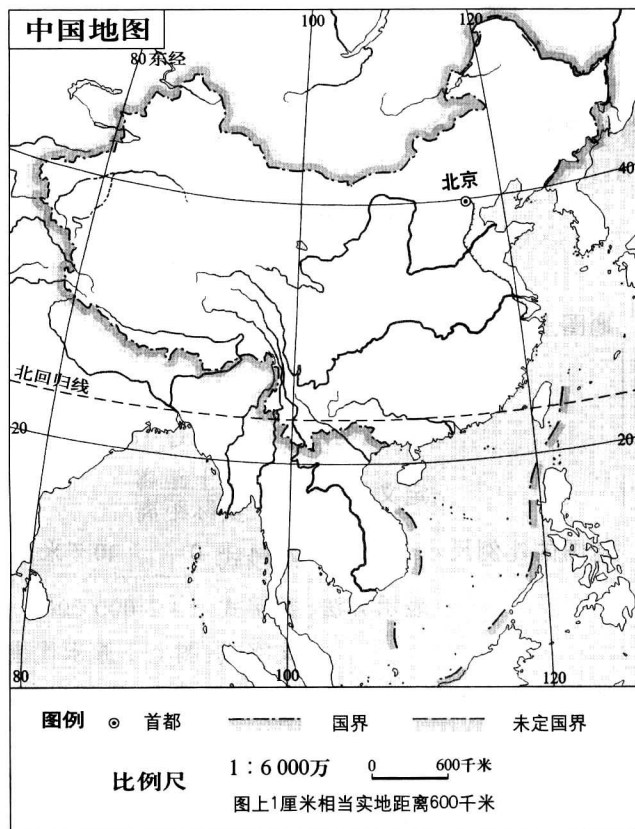 中国地图
80东经
100
120
40
北京
北回归线
20
20
80
100
120
图例 首都 国界 未定国界
比例尺 1：6 000万 0 600千米
图上1厘米相当实地距离600千米